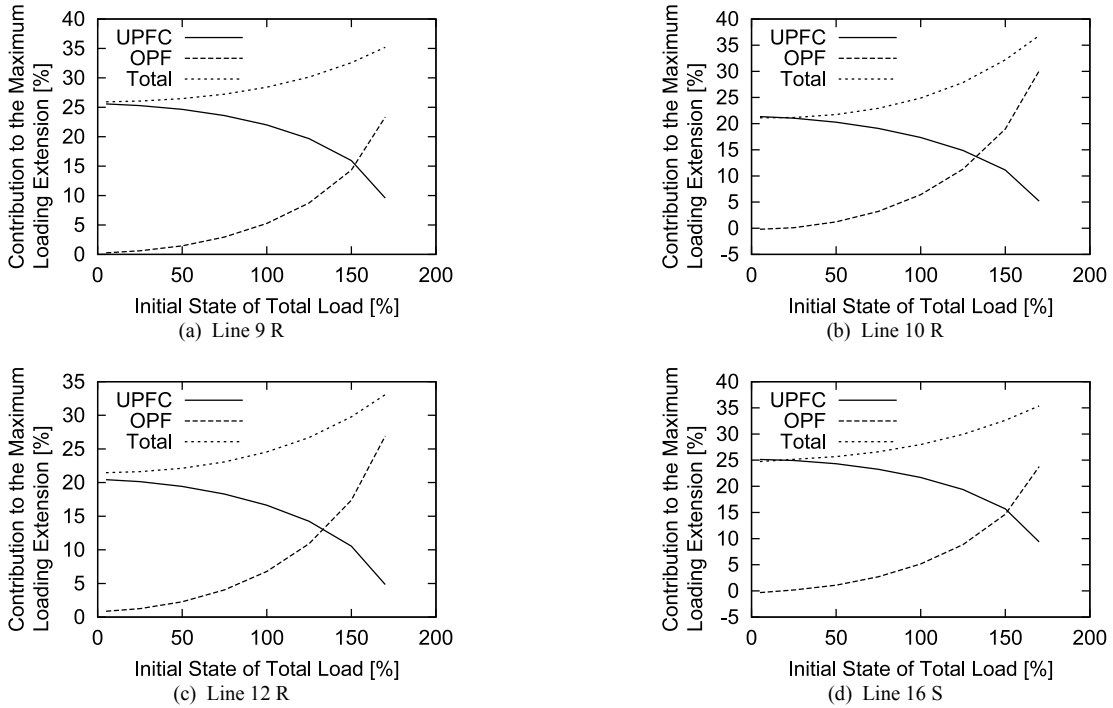 Contribution to the Maximum
Loading Extension [%]
40
35
30
25
20
15
10
5
0
UPFC
OPF
Total
0 50 100 150 200
Initial State of Total Load [%]
(a) Line 9 R
Contribution to the Maximum
Loading Extension [%]
40
35
30
25
20
15
10
5
0
-5
UPFC
OPF
Total
0 50 100 150 200
Initial State of Total Load [%]
(b) Line 10 R
Contribution to the Maximum
Loading Extension [%]
35
30
25
20
15
10
5
0
UPFC
OPF
Total
0 50 100 150 200
Initial State of Total Load [%]
(c) Line 12 R
Contribution to the Maximum
Loading Extension [%]
40
35
30
25
20
15
10
5
0
-5
UPFC
OPF
Total
0 50 100 150 200
Initial State of Total Load [%]
(d) Line 16 S